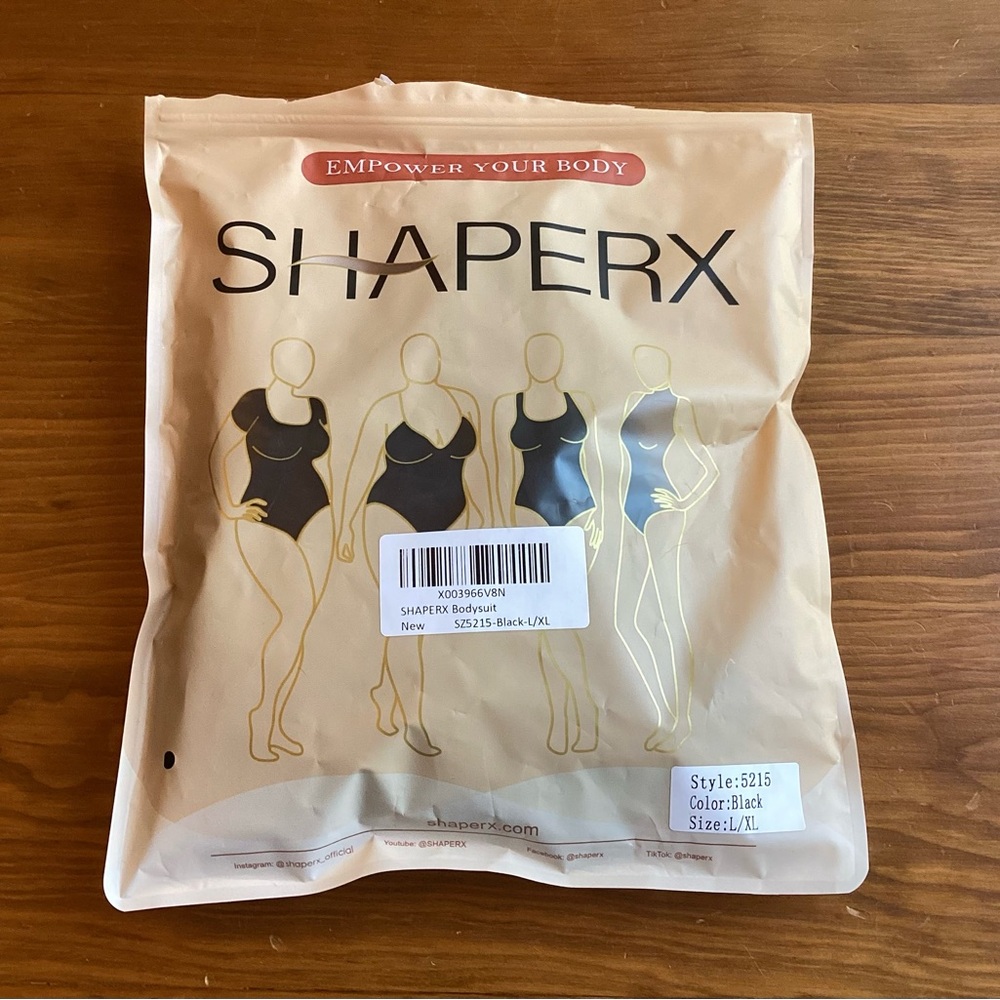 EMPOWER YOUR BODY
SHAPERX
X003966V8N
SHAPERX Bodysuit
New SZ5215-Black-L/XL
Style:5215
Color:Black
Size:L/XL
shaperx.com
Instagram: @shaperx_official Youtube: @SHAPERX Facebook: @shaperx TikTok: @shaperx